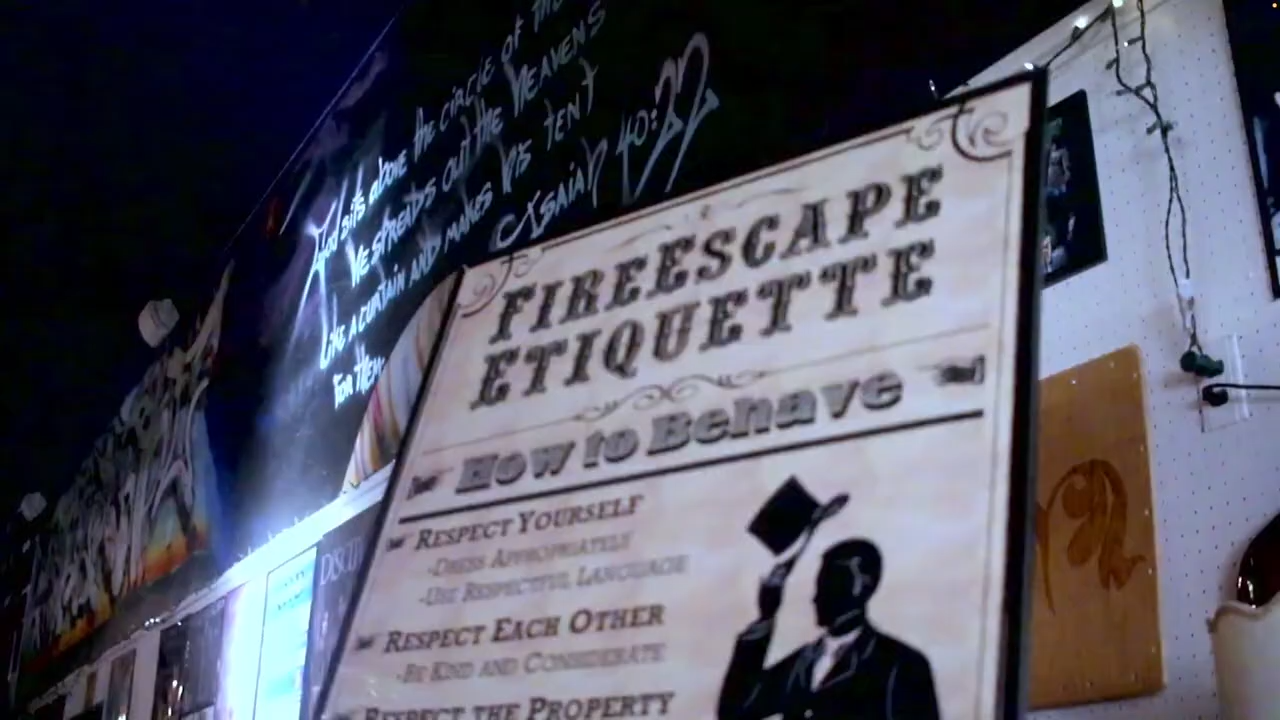 God sits above the circle of the
He spreads out the heavens
Like a curtain and makes his tent
for them
Isaiah 40:22
FIREESCAPE
ETIQUETTE
How to Behave
RESPECT YOURSELF
-DRESS APPROPRIATELY
-USE RESPECTFUL LANGUAGE
RESPECT EACH OTHER
-BE KIND AND CONSIDERATE
RESPECT THE PROPERTY